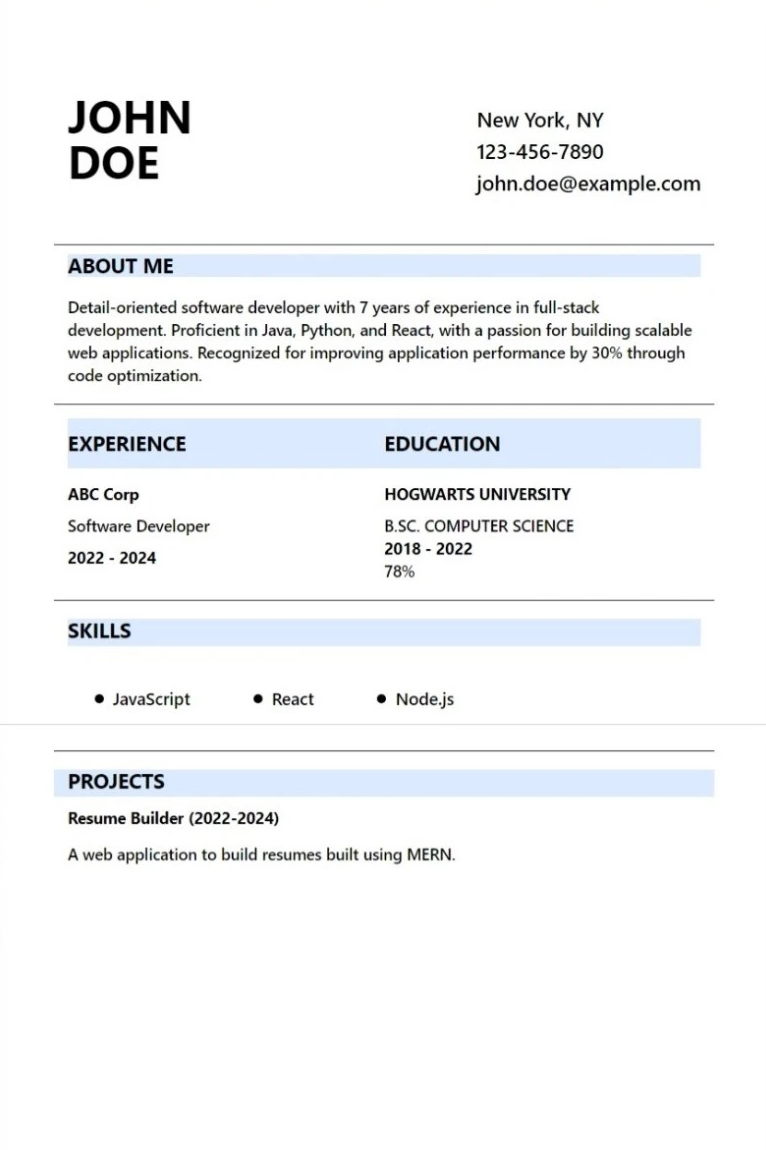 JOHN
DOE
New York, NY
123-456-7890
john.doe@example.com
ABOUT ME
Detail-oriented software developer with 7 years of experience in full-stack
development. Proficient in Java, Python, and React, with a passion for building scalable
web applications. Recognized for improving application performance by 30% through
code optimization.
EXPERIENCE
ABC Corp
Software Developer
2022 - 2024
EDUCATION
HOGWARTS UNIVERSITY
B.SC. COMPUTER SCIENCE
2018 - 2022
78%
SKILLS
● JavaScript ● React ● Node.js
PROJECTS
Resume Builder (2022-2024)
A web application to build resumes built using MERN.